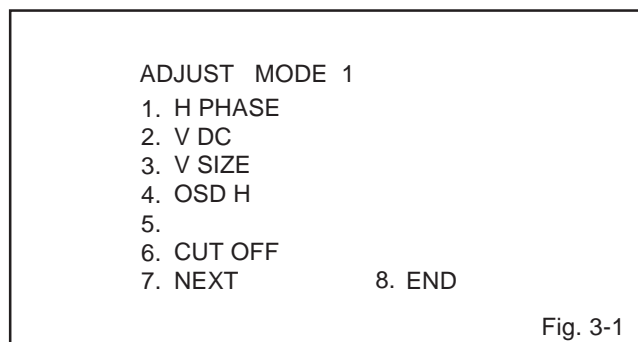 ADJUST MODE 1
1. H PHASE
2. V DC
3. V SIZE
4. OSD H
5.
6. CUT OFF
7. NEXT 8. END
Fig. 3-1